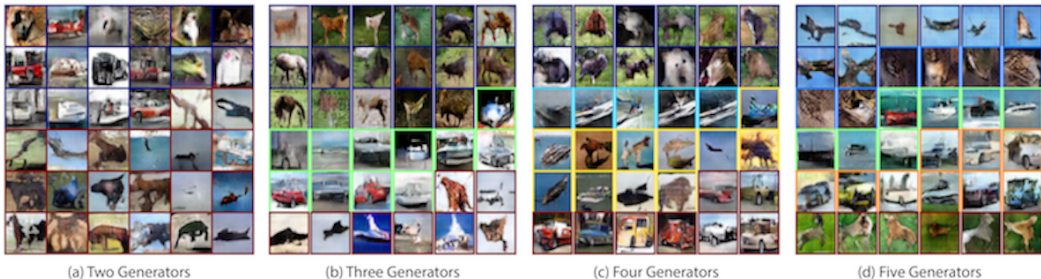 (a) Two Generators
(b) Three Generators
(c) Four Generators
(d) Five Generators